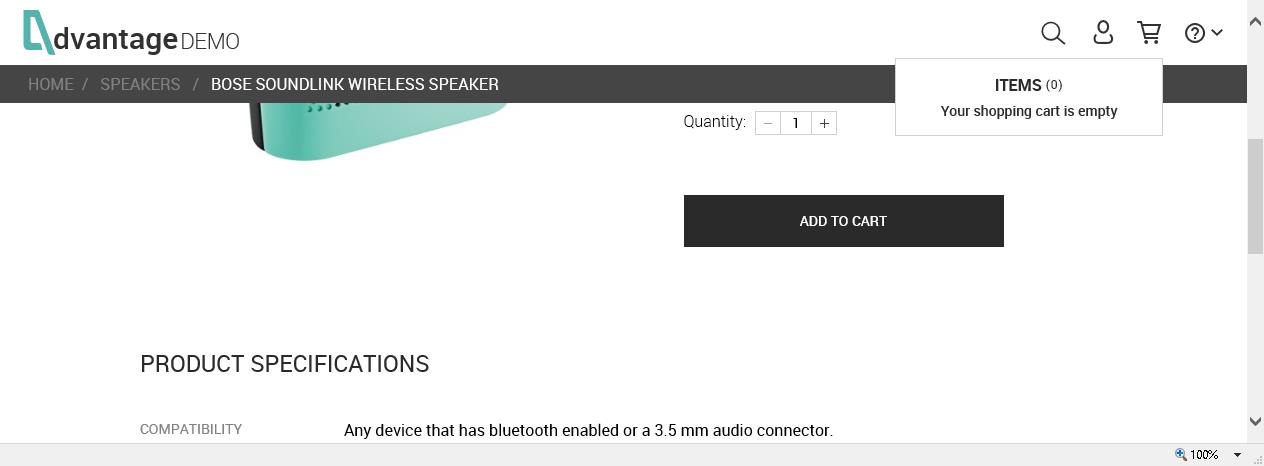 dvantage DEMO
HOME / SPEAKERS / BOSE SOUNDLINK WIRELESS SPEAKER
ITEMS (0)
Your shopping cart is empty
Quantity: − 1 +
ADD TO CART
PRODUCT SPECIFICATIONS
COMPATIBILITY Any device that has bluetooth enabled or a 3.5 mm audio connector.
100%